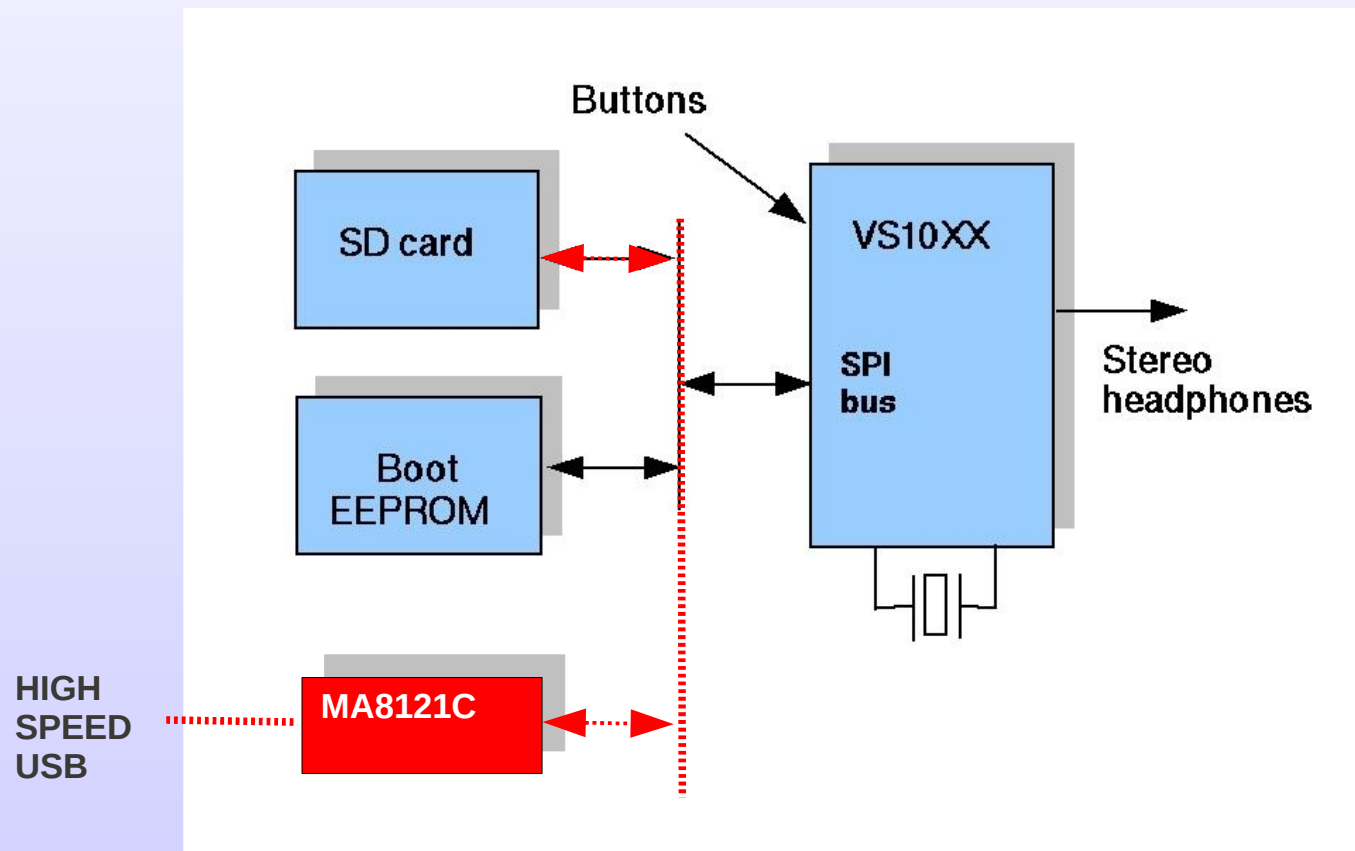 Buttons
SD card
VS10XX
SPI
bus
Stereo
headphones
Boot
EEPROM
HIGH
SPEED
USB
MA8121C